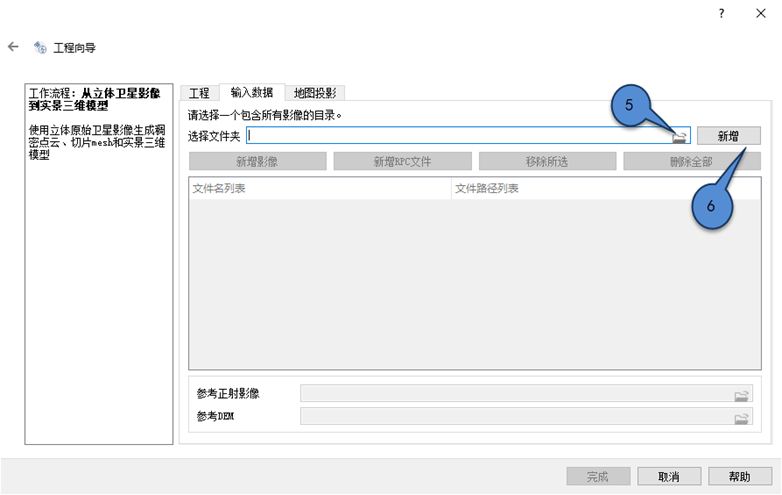 ?
工程向导
工作流程：从立体卫星影像
到实景三维模型
使用立体原始卫星影像生成稠
密点云、切片mesh和实景三维
模型
工程 输入数据 地图投影
请选择一个包含所有影像的目录。
选择文件夹 新增
5
新增影像 新增RPC文件 移除所选 删除全部
文件名列表 文件路径列表
6
参考正射影像
参考DEM
完成 取消 帮助